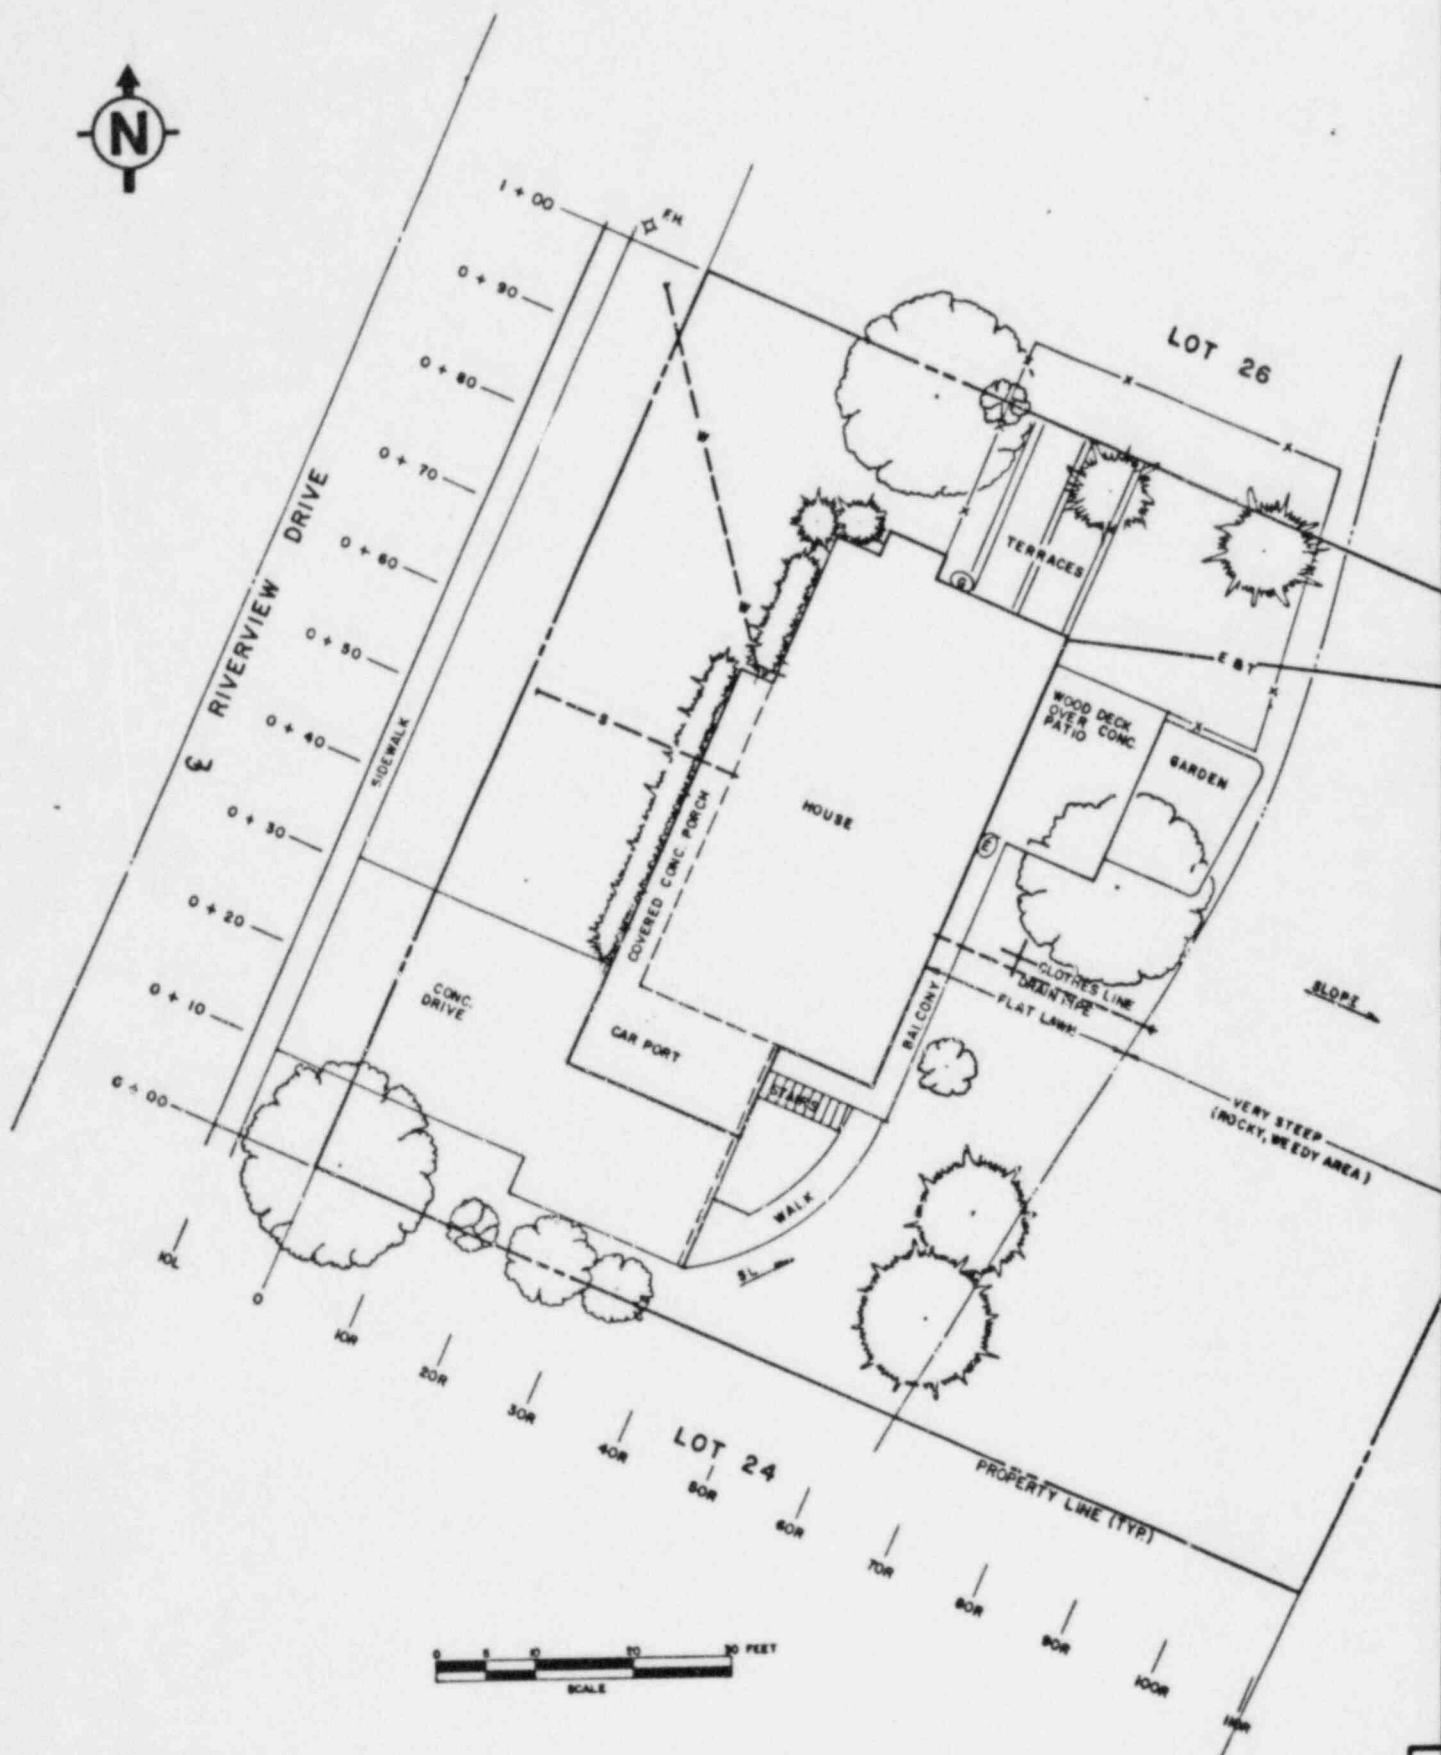 N
1 + 00
F.H.
0 + 90
LOT 26
0 + 80
0 + 70
W
X
X
X
0 + 60
TERRACES
G
W
0 + 50
E & T
RIVERVIEW DRIVE
0 + 40
S
WOOD DECK
OVER CONC.
PATIO
X
X
GARDEN
SIDEWALK
℄
0 + 30
HOUSE
E
COVERED CONC. PORCH
0 + 20
CLOTHES LINE
DRAIN PIPE
FLAT LAWN
SLOPE
0 + 10
CONC.
DRIVE
CAR PORT
BALCONY
0 + 00
STAIRS
VERY STEEP
(ROCKY, WEEDY AREA)
WALK
SL
10L
0
10R
20R
30R
40R
LOT 24
50R
60R
70R
80R
90R
100R
110R
PROPERTY LINE (TYP.)
0 5 10 20 30 FEET
SCALE